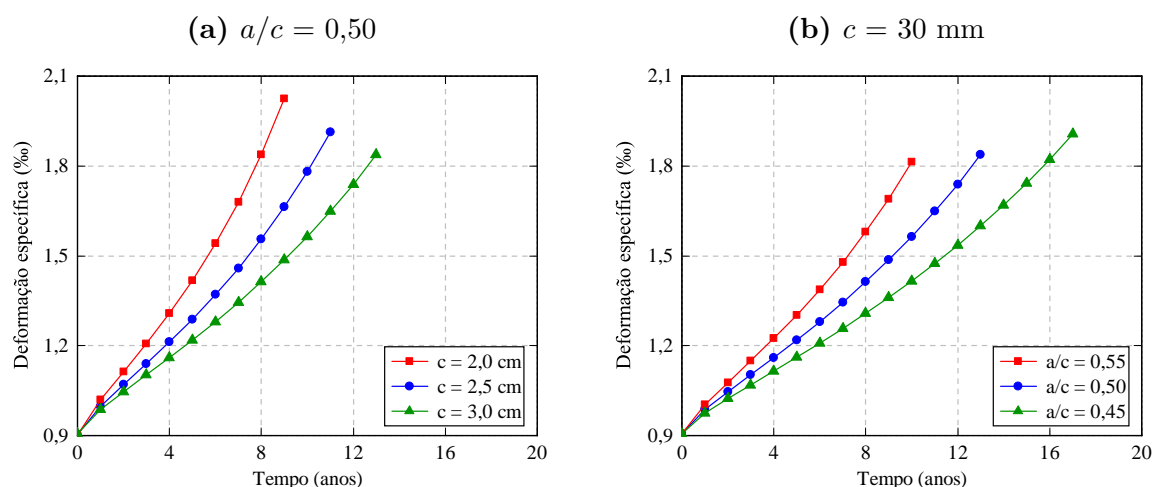 (a) a/c = 0,50
2,1
1,8
1,5
1,2
0,9
Deformação específica (‰)
0 4 8 12 16 20
Tempo (anos)
c = 2,0 cm
c = 2,5 cm
c = 3,0 cm
(b) c = 30 mm
2,1
1,8
1,5
1,2
0,9
Deformação específica (‰)
0 4 8 12 16 20
Tempo (anos)
a/c = 0,55
a/c = 0,50
a/c = 0,45